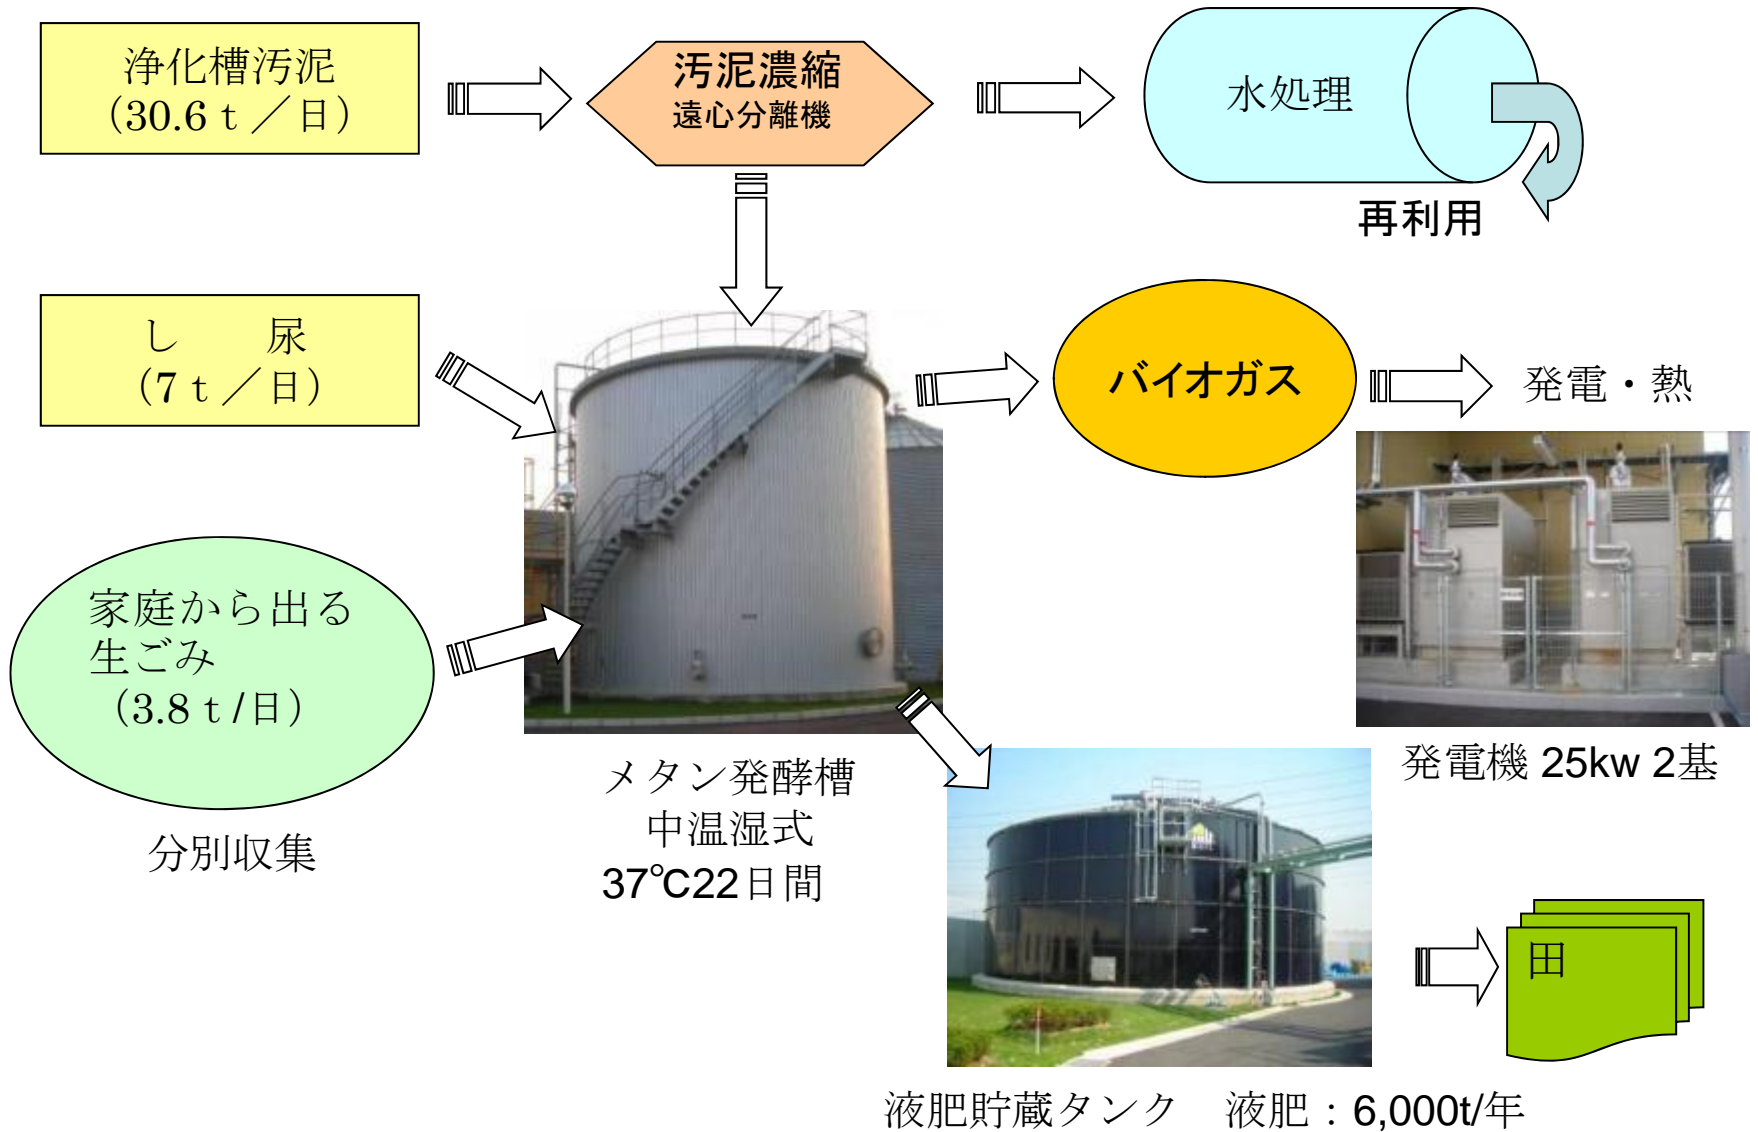 浄化槽汚泥
（30.6ｔ／日）
汚泥濃縮
遠心分離機
水処理
再利用
し　　尿
（7ｔ／日）
バイオガス
発電・熱
家庭から出る
生ごみ
（3.8ｔ/日）
分別収集
メタン発酵槽
中温湿式
37℃22日間
発電機 25kw 2基
田
液肥貯蔵タンク　液肥：6,000t/年